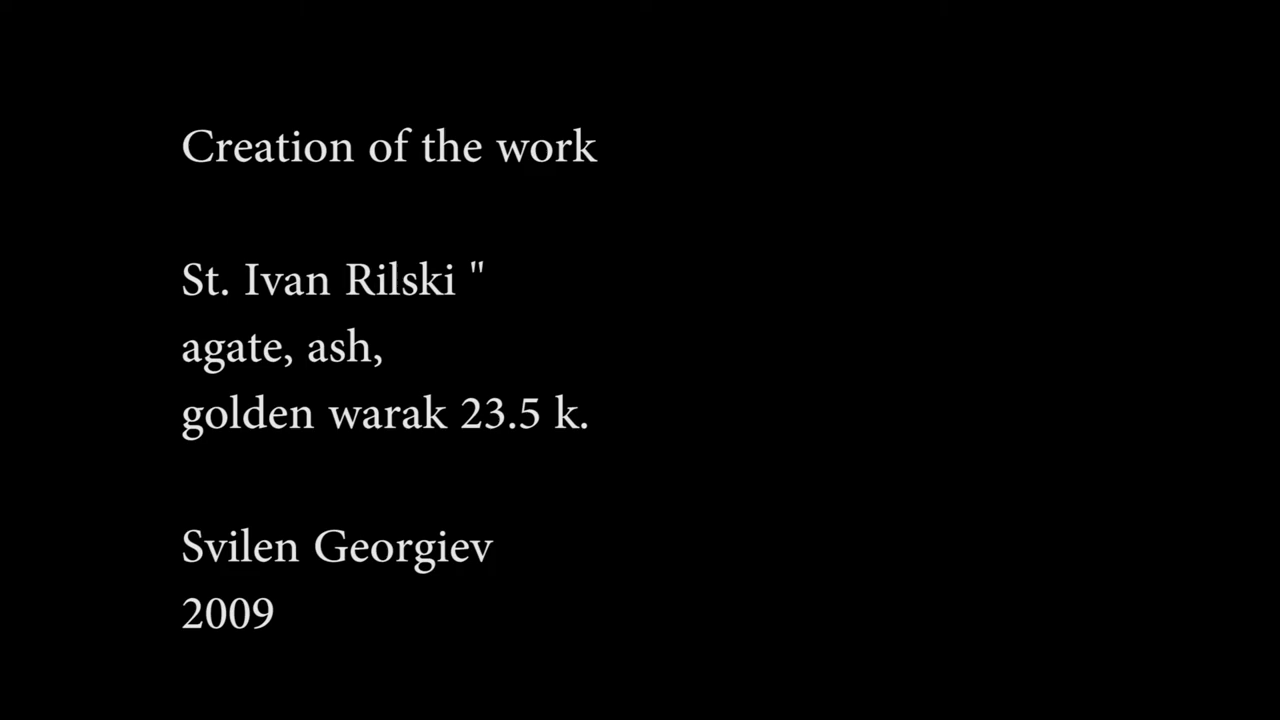 Creation of the work
St. Ivan Rilski "
agate, ash,
golden warak 23.5 k.
Svilen Georgiev
2009